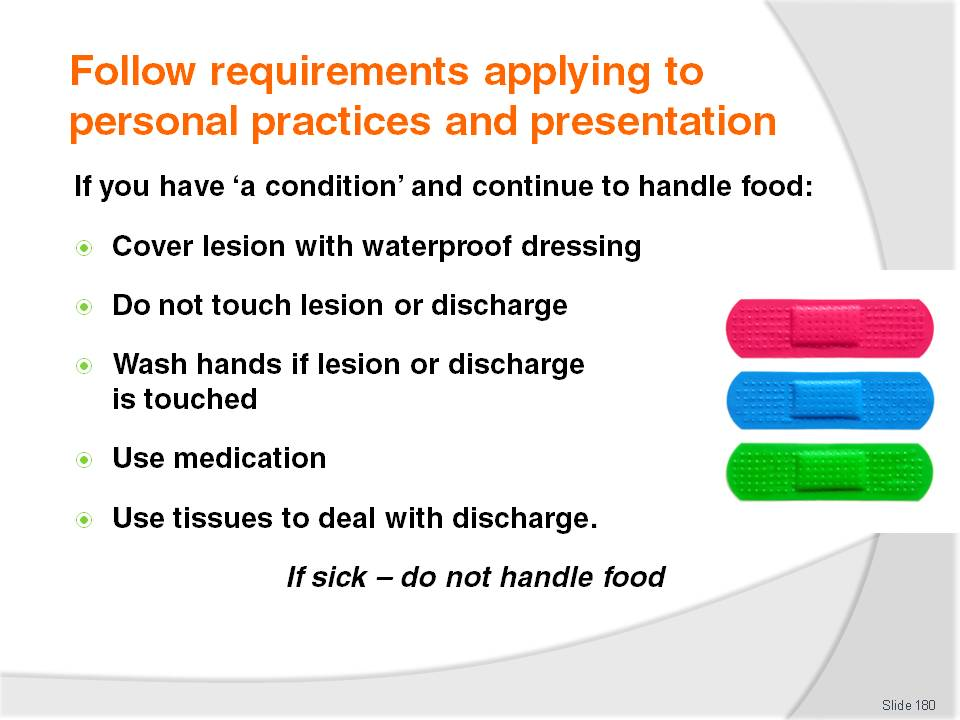 Follow requirements applying to
personal practices and presentation
If you have ‘a condition’ and continue to handle food:
Cover lesion with waterproof dressing
Do not touch lesion or discharge
Wash hands if lesion or discharge
is touched
Use medication
Use tissues to deal with discharge.
If sick – do not handle food
Slide 180